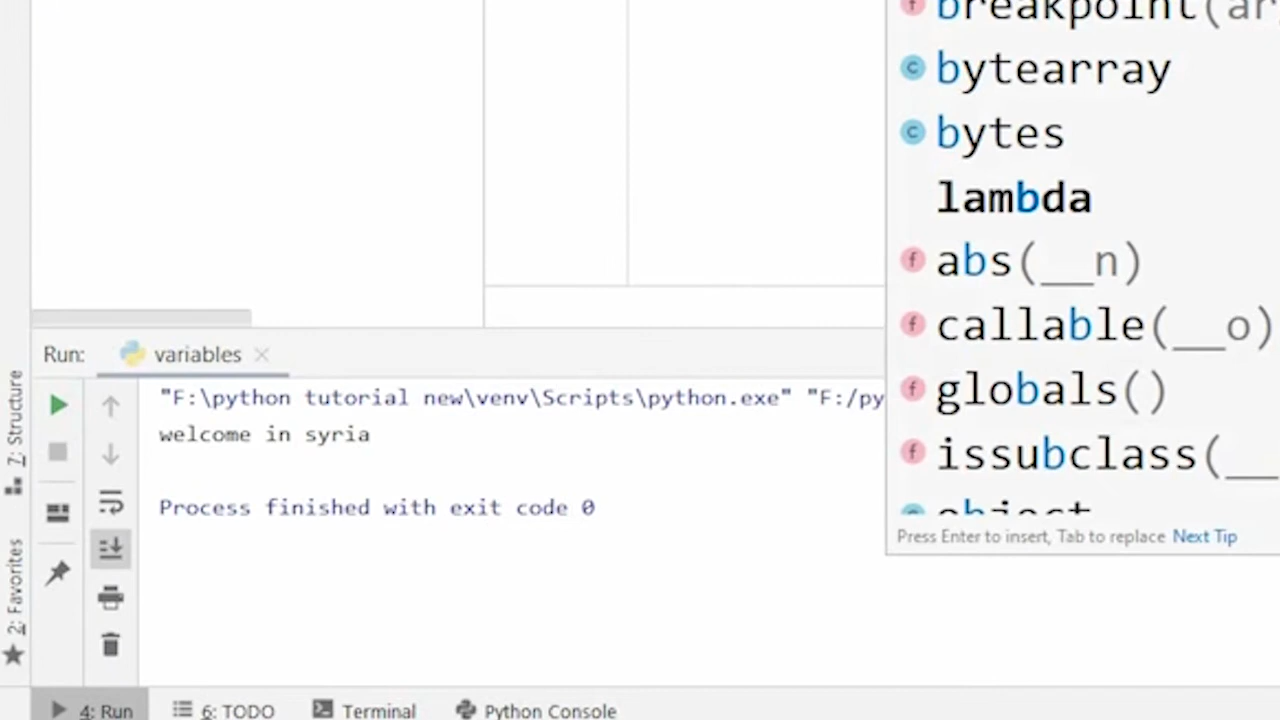 breakpoint(ar
bytearray
bytes
lambda
abs(__n)
callable(__o)
globals()
issubclass(__
object
Press Enter to insert, Tab to replace Next Tip
7: Structure
2: Favorites
Run: variables
"F:\python tutorial new\venv\Scripts\python.exe" "F:/py
welcome in syria
Process finished with exit code 0
4: Run 6: TODO Terminal Python Console